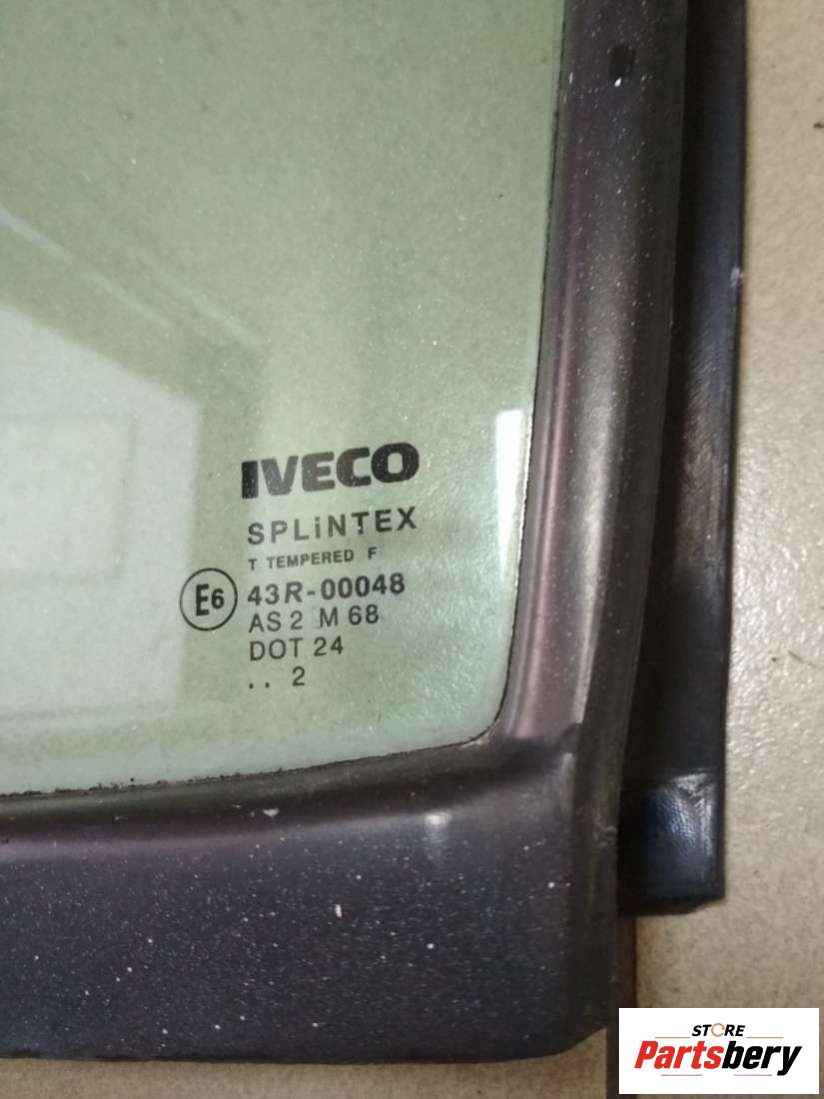 IVECO
SPLiNTEX
T TEMPERED F
E6 43R-00048
AS 2 M 68
DOT 24
. . 2
STORE
Partsbery